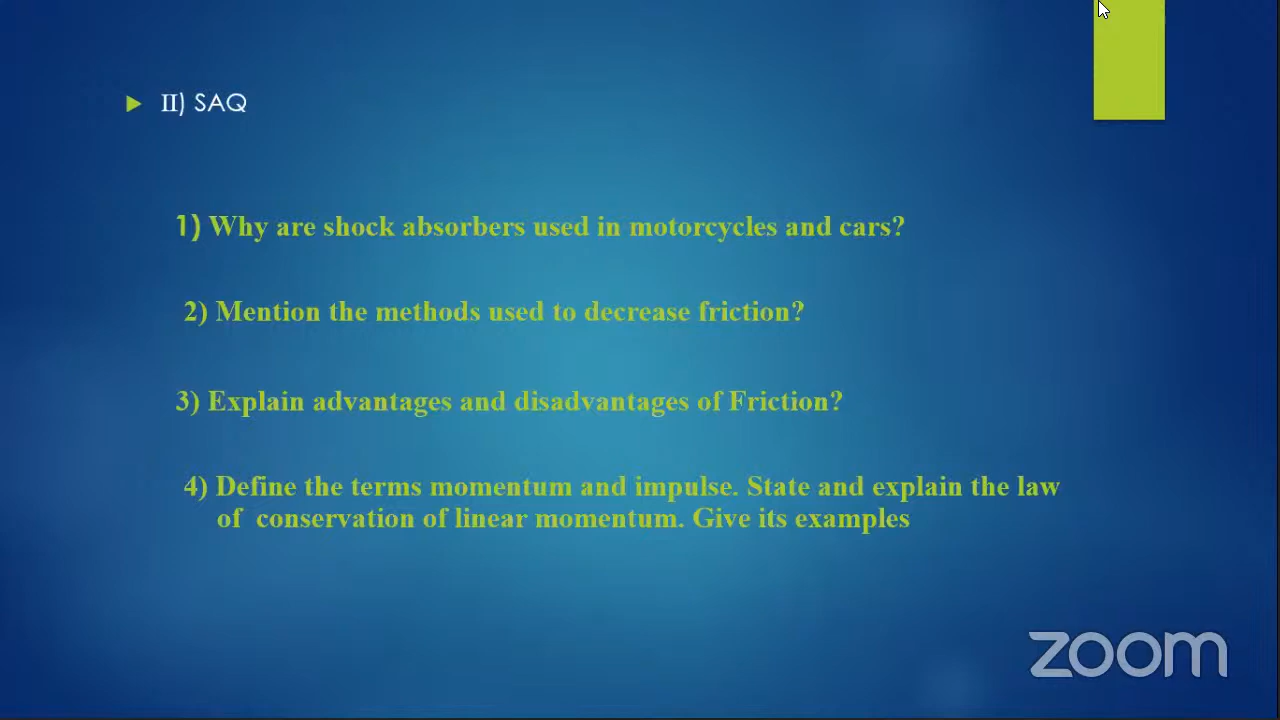 II) SAQ
1) Why are shock absorbers used in motorcycles and cars?
2) Mention the methods used to decrease friction?
3) Explain advantages and disadvantages of Friction?
4) Define the terms momentum and impulse. State and explain the law
of conservation of linear momentum. Give its examples
zoom